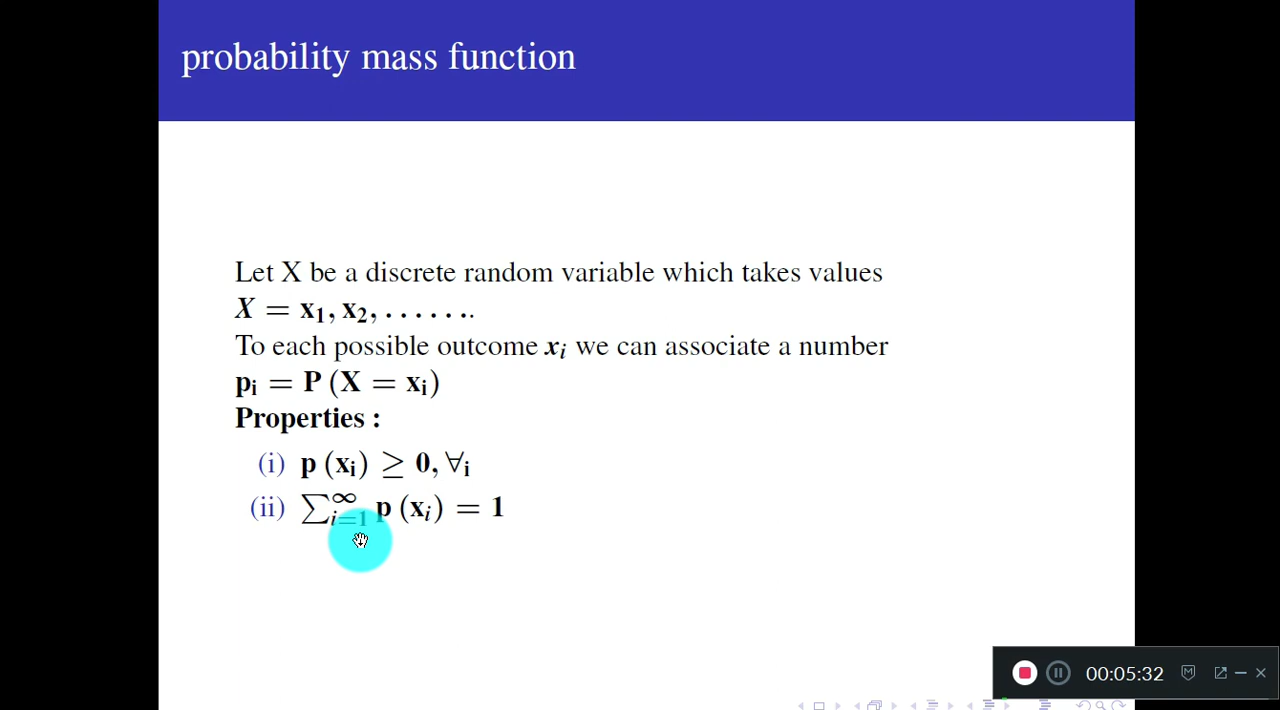 probability mass function
Let X be a discrete random variable which takes values
X = x₁, x₂, . . . . . . .
To each possible outcome xᵢ we can associate a number
pᵢ = P (X = xᵢ)
Properties :
(i) p (xᵢ) ≥ 0, ∀ᵢ
(ii) ∑ᵢ₌₁^∞ p (xᵢ) = 1
00:05:32